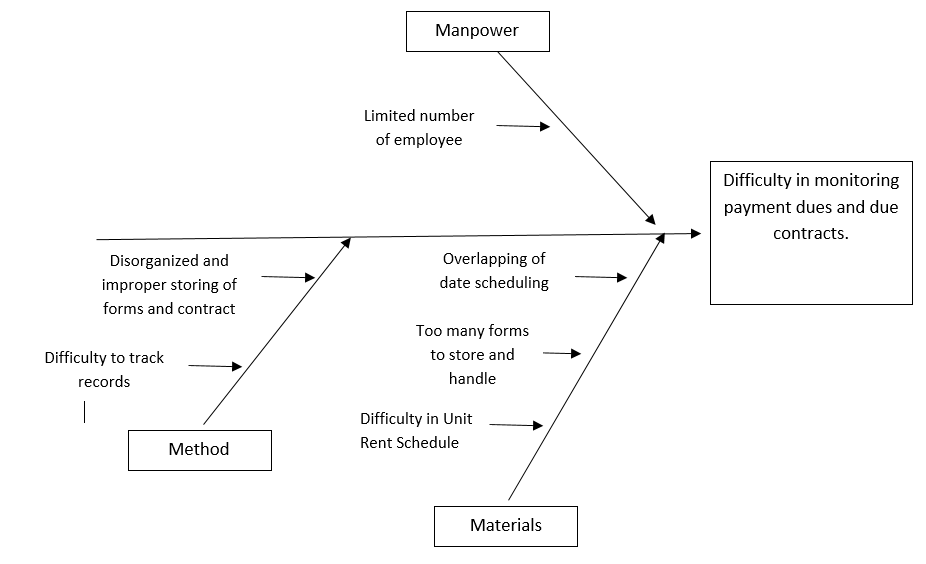 Manpower
Limited number
of employee
Difficulty in monitoring
payment dues and due
contracts.
Disorganized and
improper storing of
forms and contract
Difficulty to track
records
Method
Overlapping of
date scheduling
Too many forms
to store and
handle
Difficulty in Unit
Rent Schedule
Materials